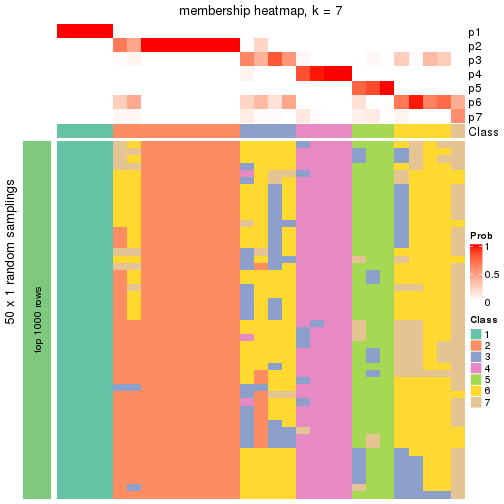 membership heatmap, k = 7
p1
p2
p3
p4
p5
p6
p7
Class
50 x 1 random samplings
top 1000 rows
Prob
1
0.5
0
Class
1
2
3
4
5
6
7